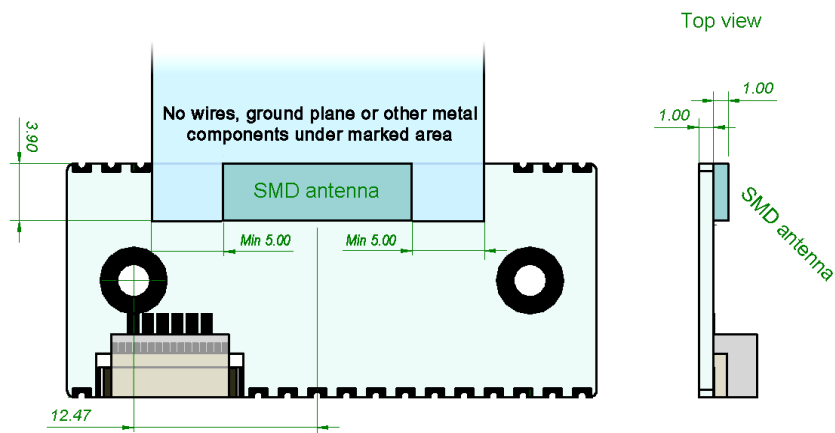 Top view
1.00
1.00
No wires, ground plane or other metal
components under marked area
3.90
SMD antenna
SMD antenna
Min 5.00
Min 5.00
12.47